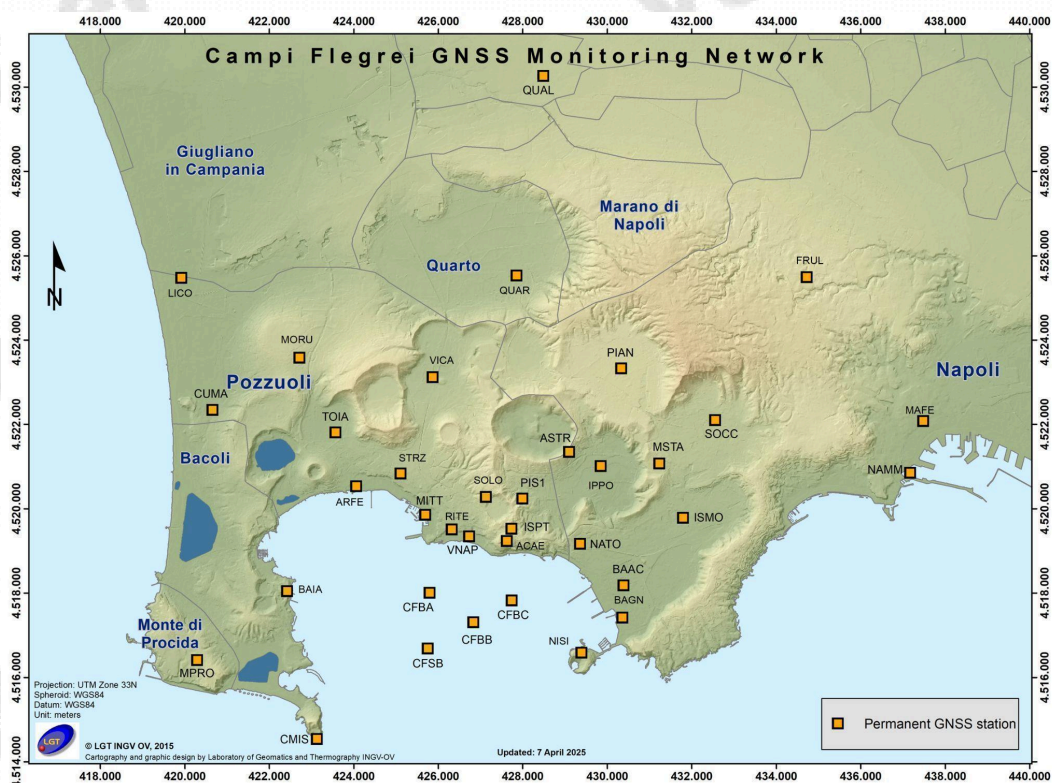 418.000 420.000 422.000 424.000 426.000 428.000 430.000 432.000 434.000 436.000 438.000 440.000
Campi Flegrei GNSS Monitoring Network
4.530.000
4.530.000
QUAL
Giugliano
in Campania
4.528.000
4.528.000
Marano di
Napoli
4.526.000
4.526.000
Quarto
FRUL
LICO
QUAR
N
4.524.000
4.524.000
MORU
VICA
PIAN
Pozzuoli
Napoli
CUMA
4.522.000
4.522.000
TOIA
MAFE
SOCC
ASTR
MSTA
Bacoli
STRZ
NAMM
SOLO
PIS1
IPPO
ARFE
MITT
4.520.000
4.520.000
RITE
ISPT
ISMO
VNAP
ACAE
NATO
BAAC
4.518.000
4.518.000
BAIA
BAGN
CFBA
CFBC
Monte di
Procida
CFBB
NISI
CFSB
MPRO
4.516.000
4.516.000
Projection: UTM Zone 33N
Spheroid: WGS84
Datum: WGS84
Unit: meters
Permanent GNSS station
LGT
CMIS
© LGT INGV OV, 2015
Cartography and graphic design by Laboratory of Geomatics and Thermography INGV-OV
Updated: 7 April 2025
4.514.000
4.514.000
418.000 420.000 422.000 424.000 426.000 428.000 430.000 432.000 434.000 436.000 438.000 440.000